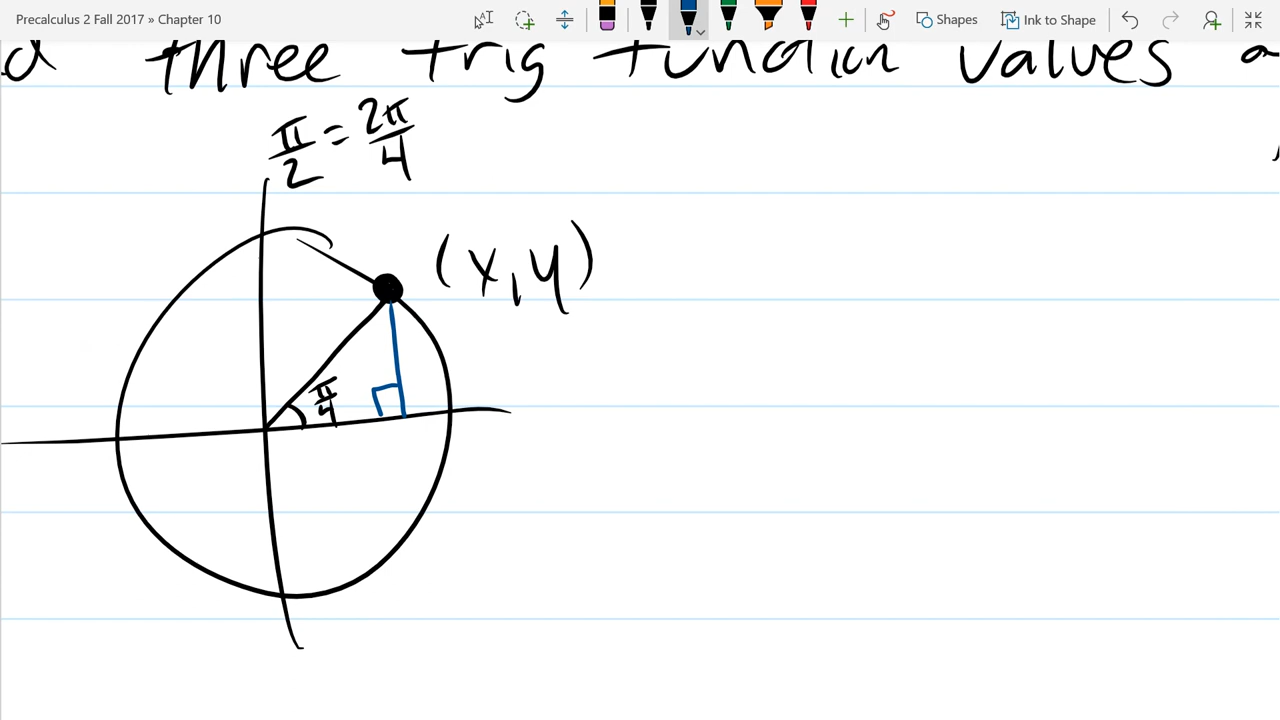 Precalculus 2 Fall 2017 » Chapter 10
Shapes
Ink to Shape
three trig function values
π/2 = 2π/4
(x,y)
π/4